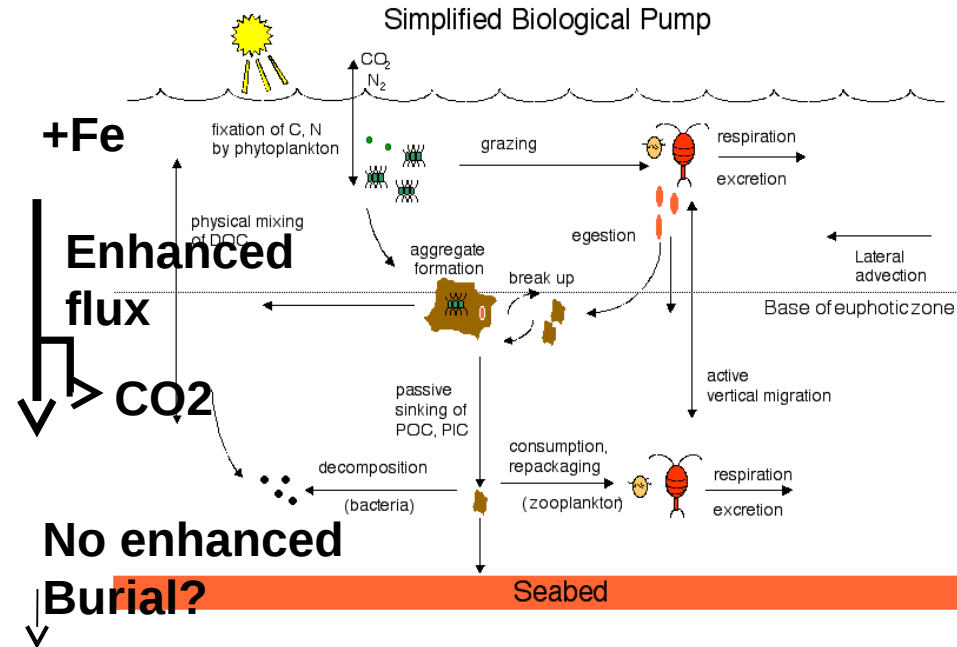 Simplified Biological Pump
CO2
N2
+Fe
fixation of C, N
by phytoplankton
grazing
respiration
excretion
physical mixing
of DOC
Enhanced
flux
aggregate
formation
break up
egestion
Lateral
advection
Base of euphotic zone
CO2
passive
sinking of
POC, PIC
active
vertical migration
decomposition
(bacteria)
consumption,
repackaging
(zooplankton)
respiration
excretion
No enhanced
Burial?
Seabed